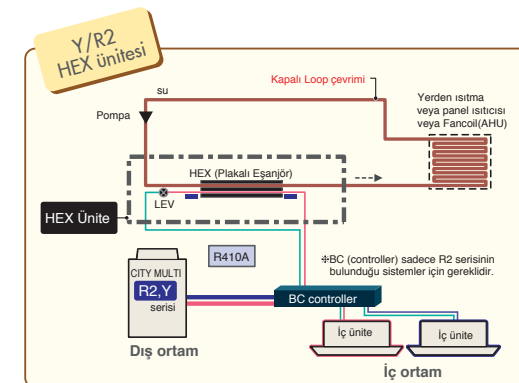 Y/R2
HEX ünitesi
su
Kapalı Loop çevrimi
Pompa
Yerden ısıtma
veya panel ısıtıcısı
veya Fancoil(AHU)
HEX (Plakalı Eşanjör)
LEV
HEX Ünite
R410A
✢BC (controller) sadece R2 serisinin
bulunduğu sistemler için gereklidir.
CITY MULTI
R2,Y
serisi
BC controller
İç ünite
İç ünite
Dış ortam
İç ortam